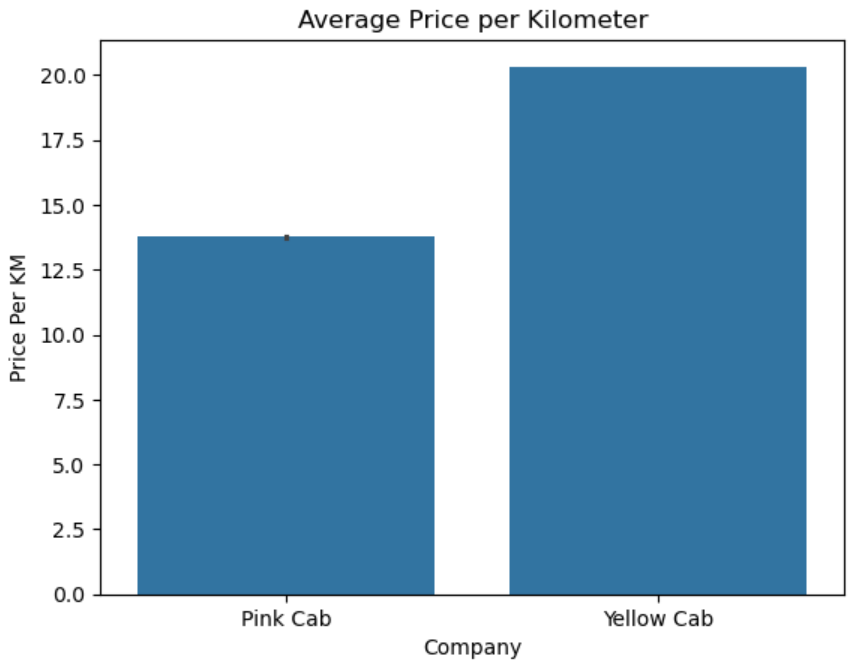 Average Price per Kilometer
Price Per KM
20.0
17.5
15.0
12.5
10.0
7.5
5.0
2.5
0.0
Pink Cab
Yellow Cab
Company